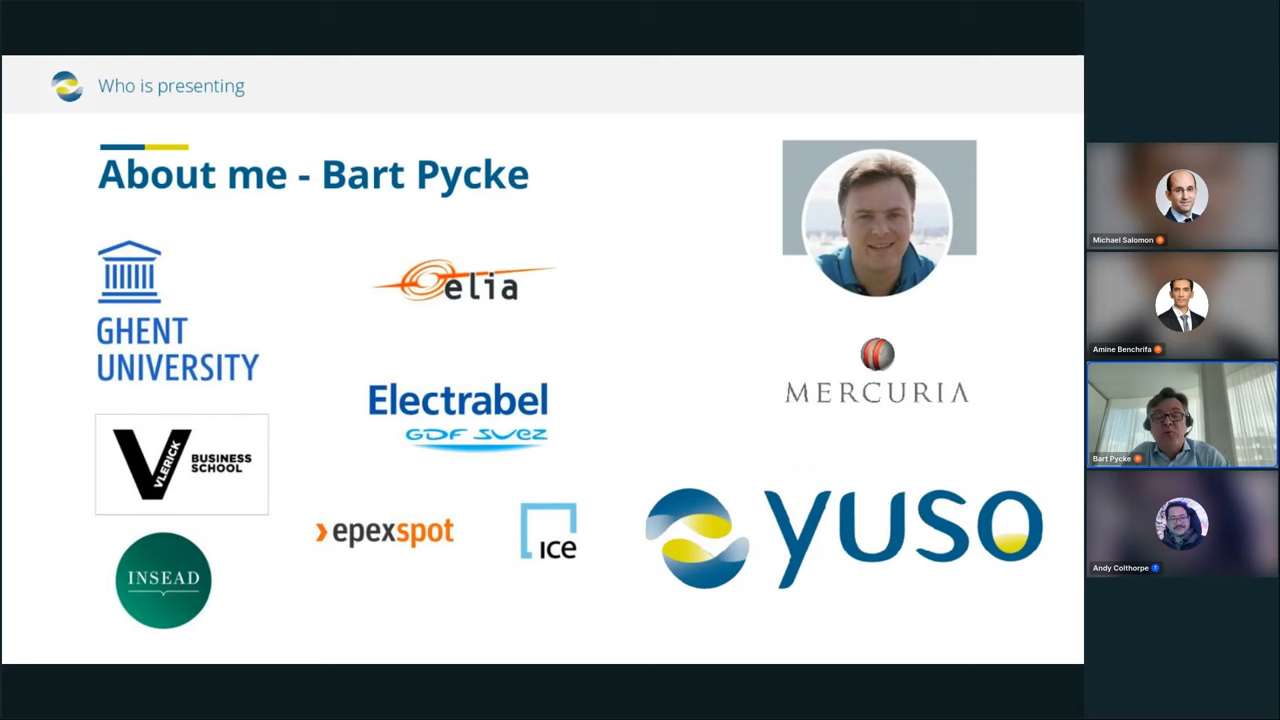 Who is presenting
About me - Bart Pycke
GHENT
UNIVERSITY
elia
Electrabel
GDF SUEZ
VLERICK
BUSINESS
SCHOOL
epexspot
ice
INSEAD
MERCURIA
yuso
Michael Salomon
Amine Benchrifa
Bart Pycke
Andy Colthorpe